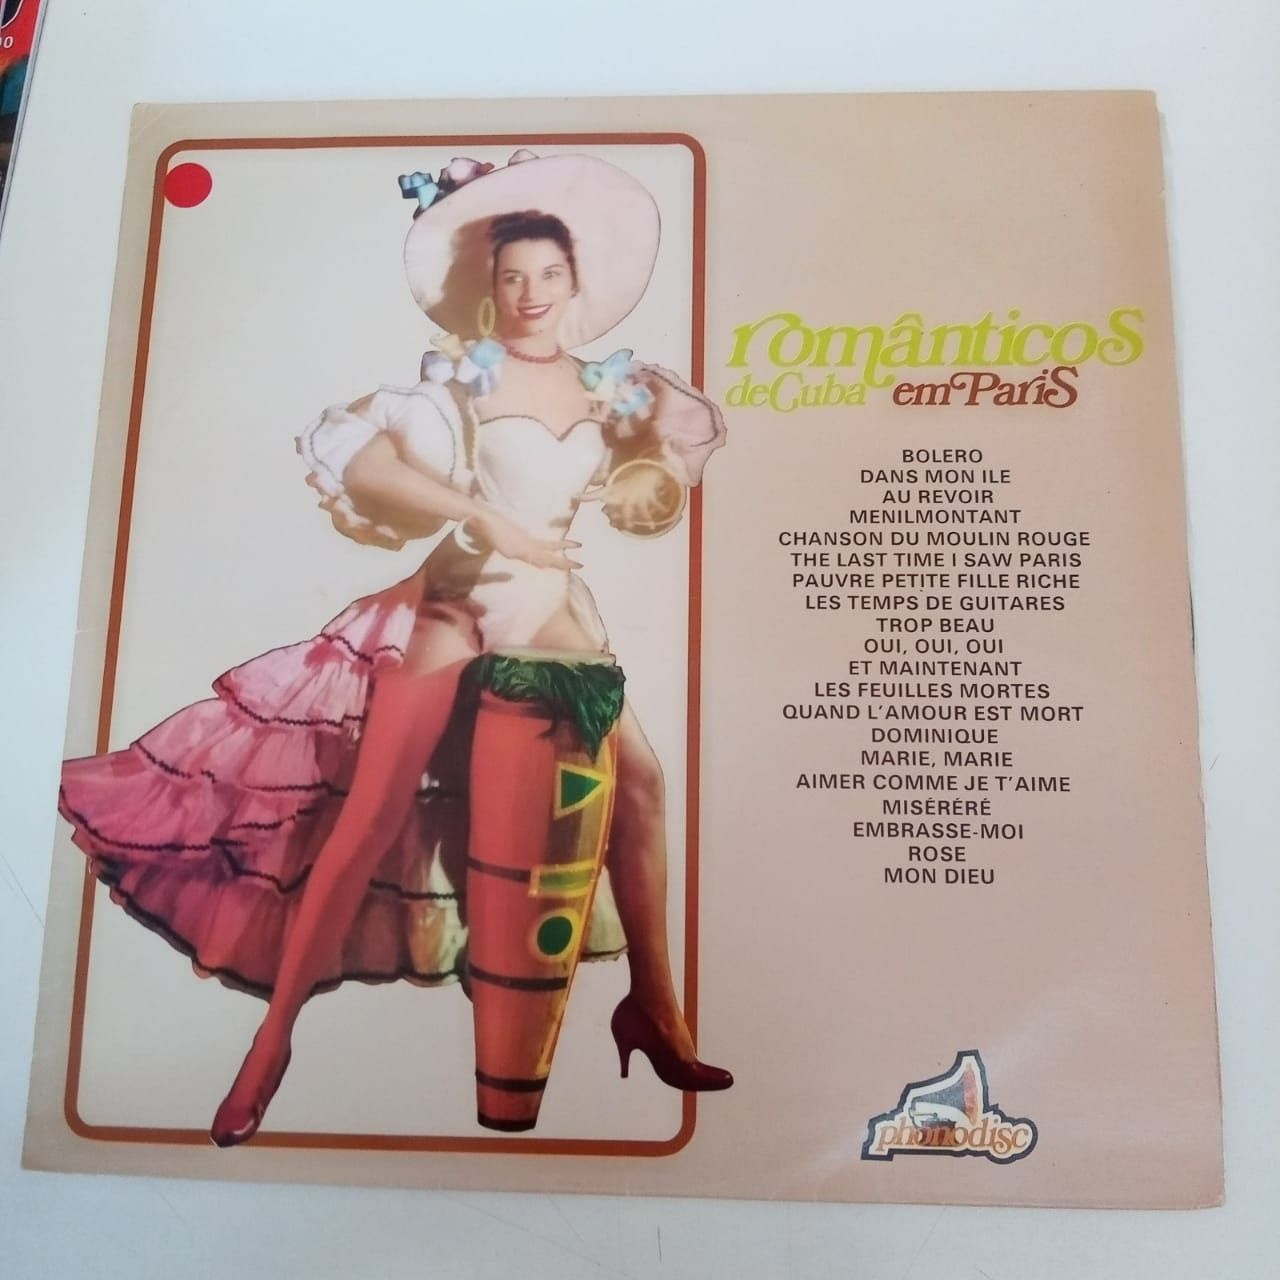 românticos
de Cuba em Paris
BOLERO
DANS MON ILE
AU REVOIR
MENILMONTANT
CHANSON DU MOULIN ROUGE
THE LAST TIME I SAW PARIS
PAUVRE PETITE FILLE RICHE
LES TEMPS DE GUITARES
TROP BEAU
OUI, OUI, OUI
ET MAINTENANT
LES FEUILLES MORTES
QUAND L'AMOUR EST MORT
DOMINIQUE
MARIE, MARIE
AIMER COMME JE T'AIME
MISÉRÉRÉ
EMBRASSE-MOI
ROSE
MON DIEU
phonodisc